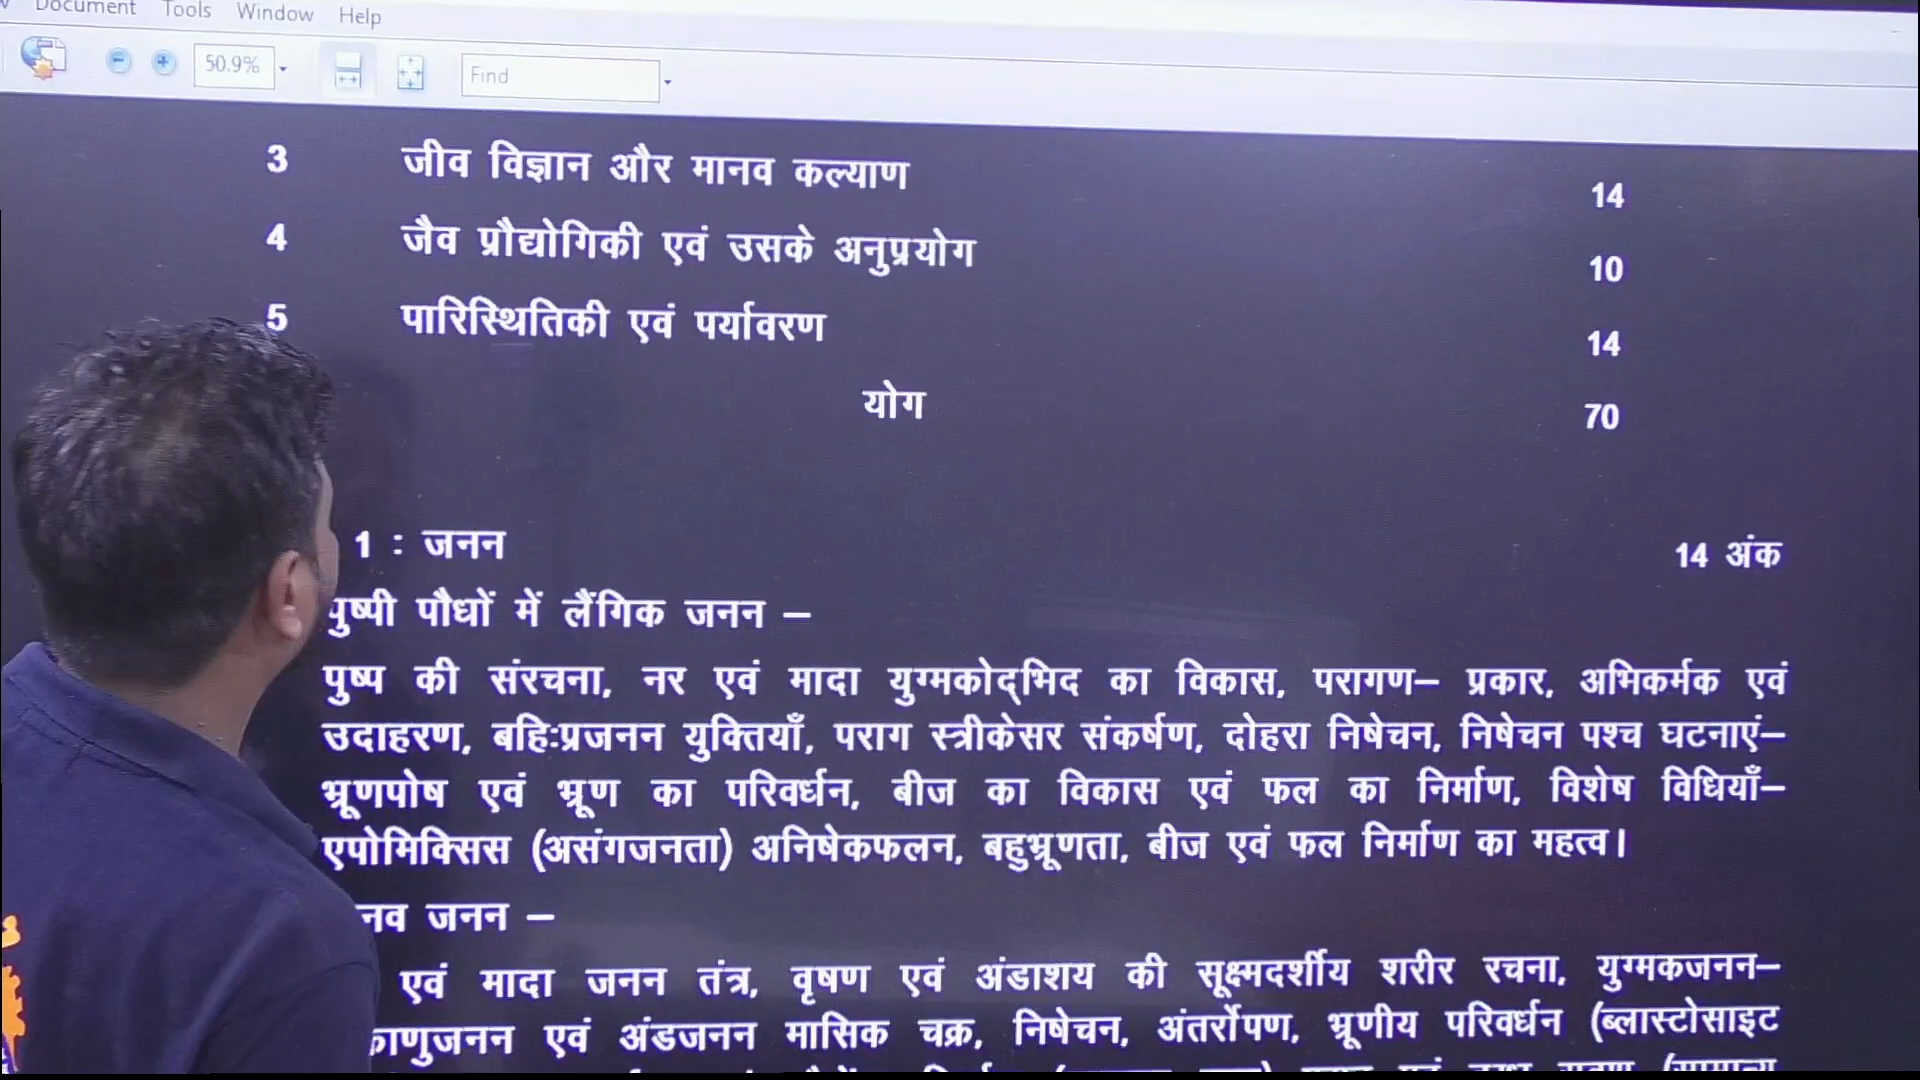 Document Tools Window Help
50.9% Find
3 जीव विज्ञान और मानव कल्याण 14
4 जैव प्रौद्योगिकी एवं उसके अनुप्रयोग 10
5 पारिस्थितिकी एवं पर्यावरण 14
योग 70
1 : जनन 14 अंक
पुष्पी पौधों में लैंगिक जनन –
पुष्प की संरचना, नर एवं मादा युग्मकोद्भिद का विकास, परागण– प्रकार, अभिकर्मक एवं
उदाहरण, बहिःप्रजनन युक्तियाँ, पराग स्त्रीकेसर संकर्षण, दोहरा निषेचन, निषेचन पश्च घटनाएं–
भ्रूणपोष एवं भ्रूण का परिवर्धन, बीज का विकास एवं फल का निर्माण, विशेष विधियाँ–
एपोमिक्सिस (असंगजनता) अनिषेकफलन, बहुभ्रूणता, बीज एवं फल निर्माण का महत्व।
नव जनन –
एवं मादा जनन तंत्र, वृषण एवं अंडाशय की सूक्ष्मदर्शीय शरीर रचना, युग्मकजनन–
काणुजनन एवं अंडजनन मासिक चक्र, निषेचन, अंतर्रोपण, भ्रूणीय परिवर्धन (ब्लास्टोसाइट